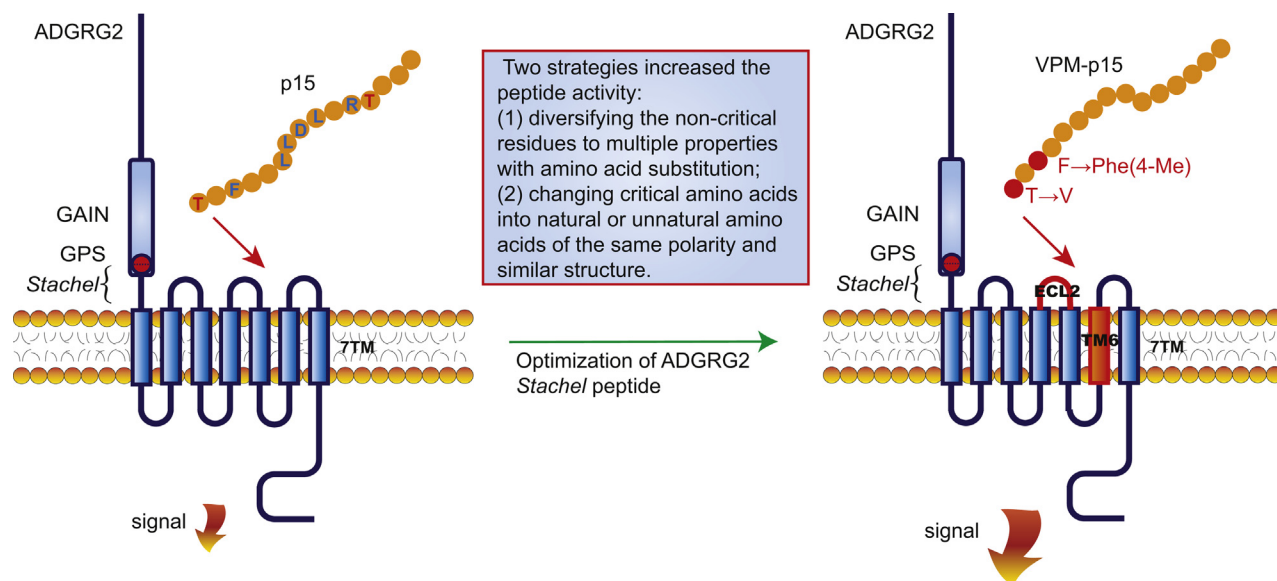 ADGRG2
p15
T
F
L
L
D
L
R
T
GAIN
GPS
Stachel
7TM
signal
Two strategies increased the
peptide activity:
(1) diversifying the non-critical
residues to multiple properties
with amino acid substitution;
(2) changing critical amino acids
into natural or unnatural amino
acids of the same polarity and
similar structure.
Optimization of ADGRG2
Stachel peptide
ADGRG2
VPM-p15
F→Phe(4-Me)
T→V
GAIN
GPS
Stachel
ECL2
TM6
7TM
signal